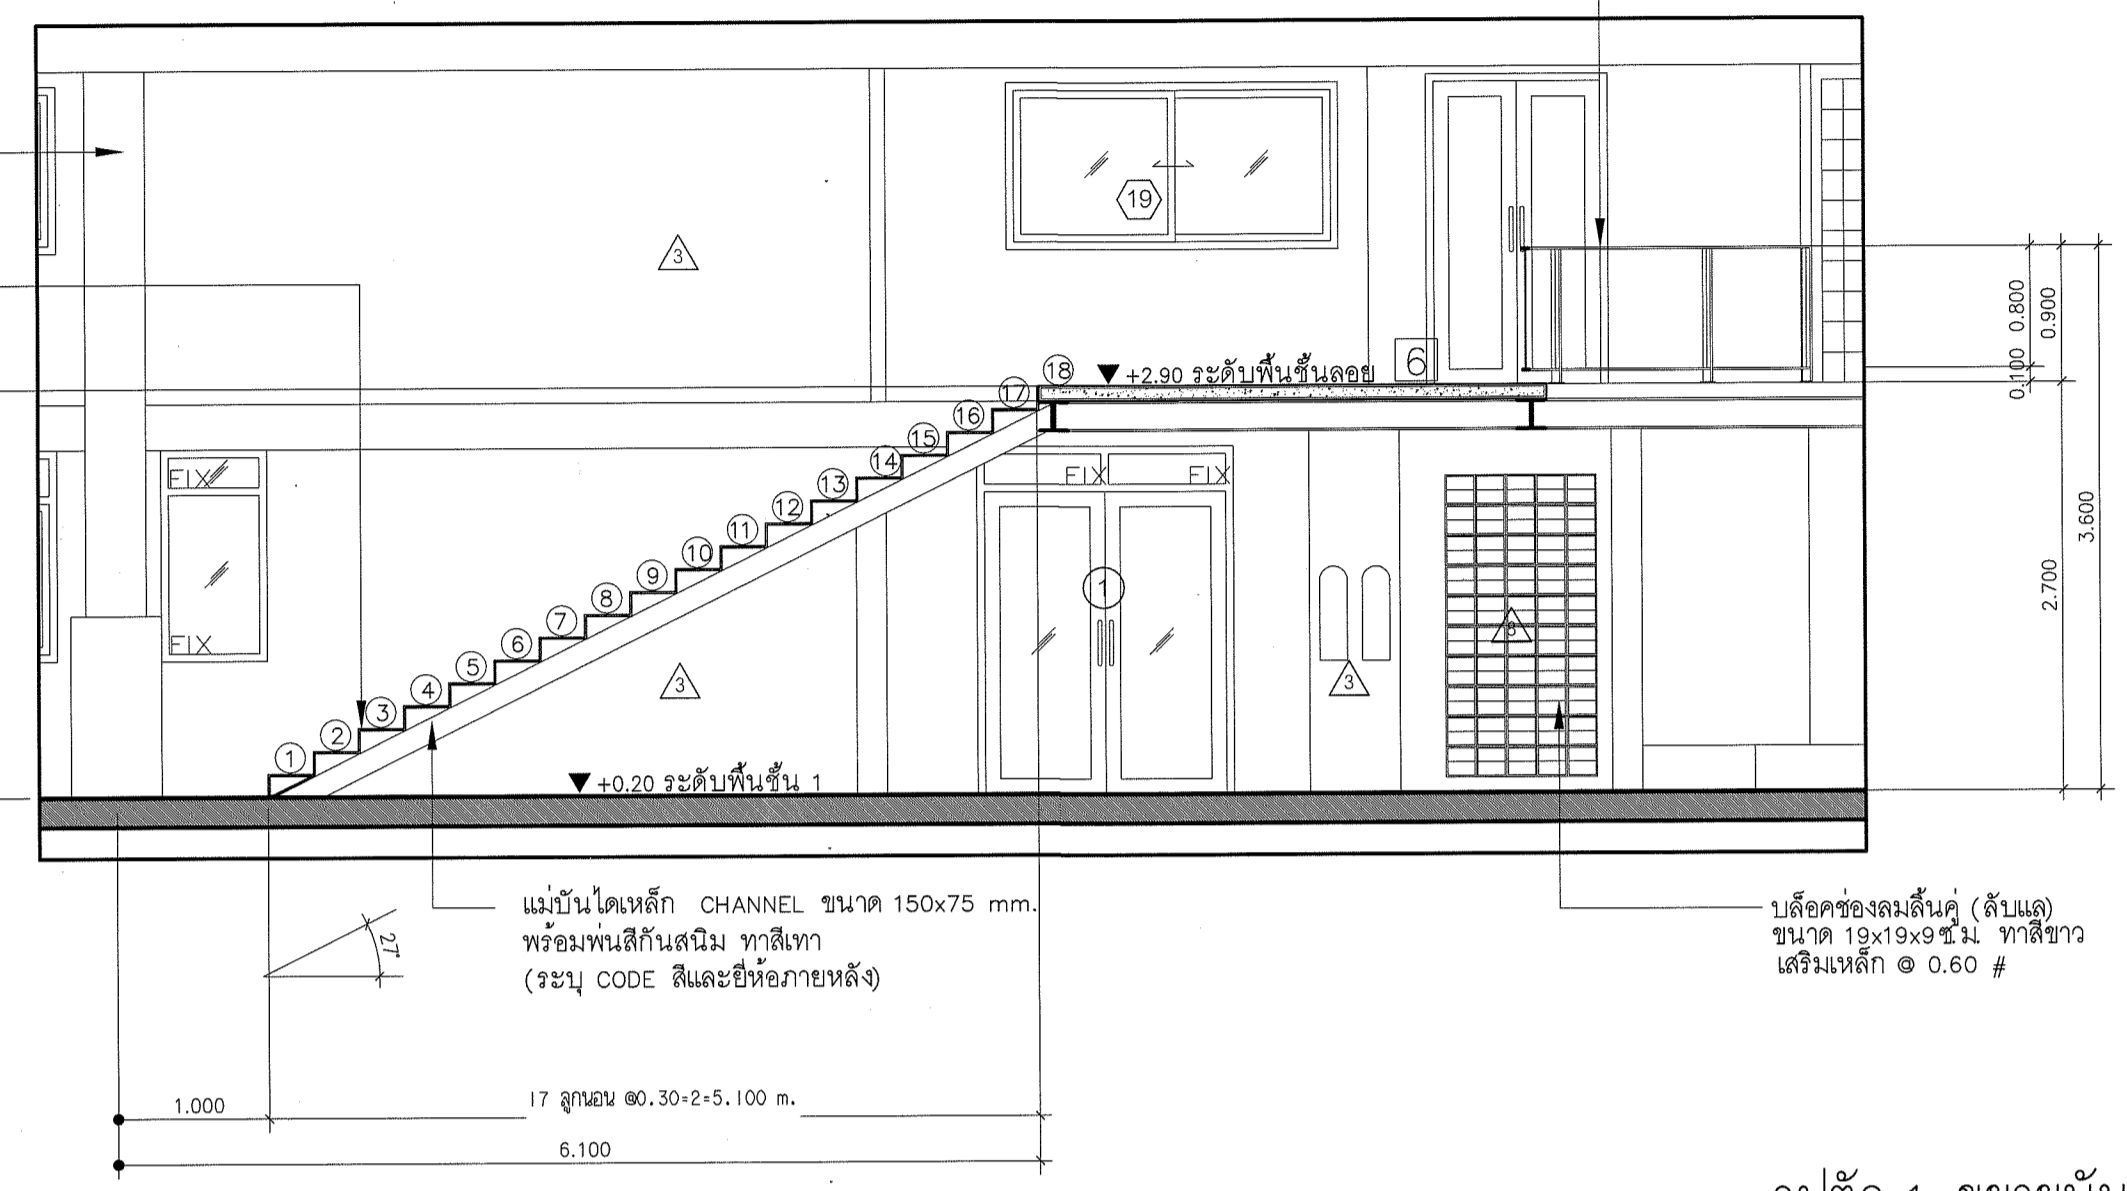 19
3
0.800
0.900
0.100
6
18
+2.90 ระดับพื้นชั้นลอย
17
16
15
14
13
12
11
10
9
8
7
6
5
4
3
2
1
FIX
FIX
FIX
FIX
1
3
3
8
3.600
2.700
+0.20 ระดับพื้นชั้น 1
แม่บันไดเหล็ก CHANNEL ขนาด 150x75 mm.
พร้อมพ่นสีกันสนิม ทาสีเทา
(ระบุ CODE สีและยี่ห้อภายหลัง)
27°
บล็อคช่องลมลิ้นคู่ (ลับแล)
ขนาด 19x19x9ซ.ม. ทาสีขาว
เสริมเหล็ก @ 0.60 #
1.000
17 ลูกนอน @0.30=2=5.100 m.
6.100